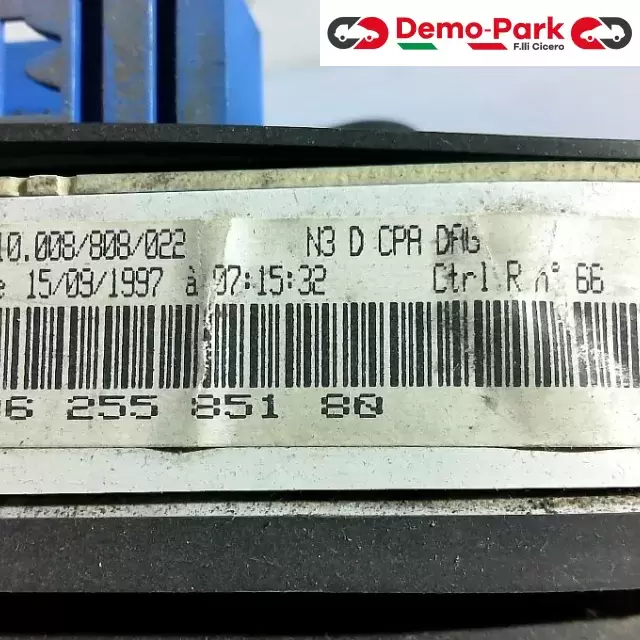 Demo-Park
F.lli Cicero
10.008/808/022 N3 D CPA DAG
e 15/09/1997 à 07:15:32 Ctrl R n° 66
96 255 851 80